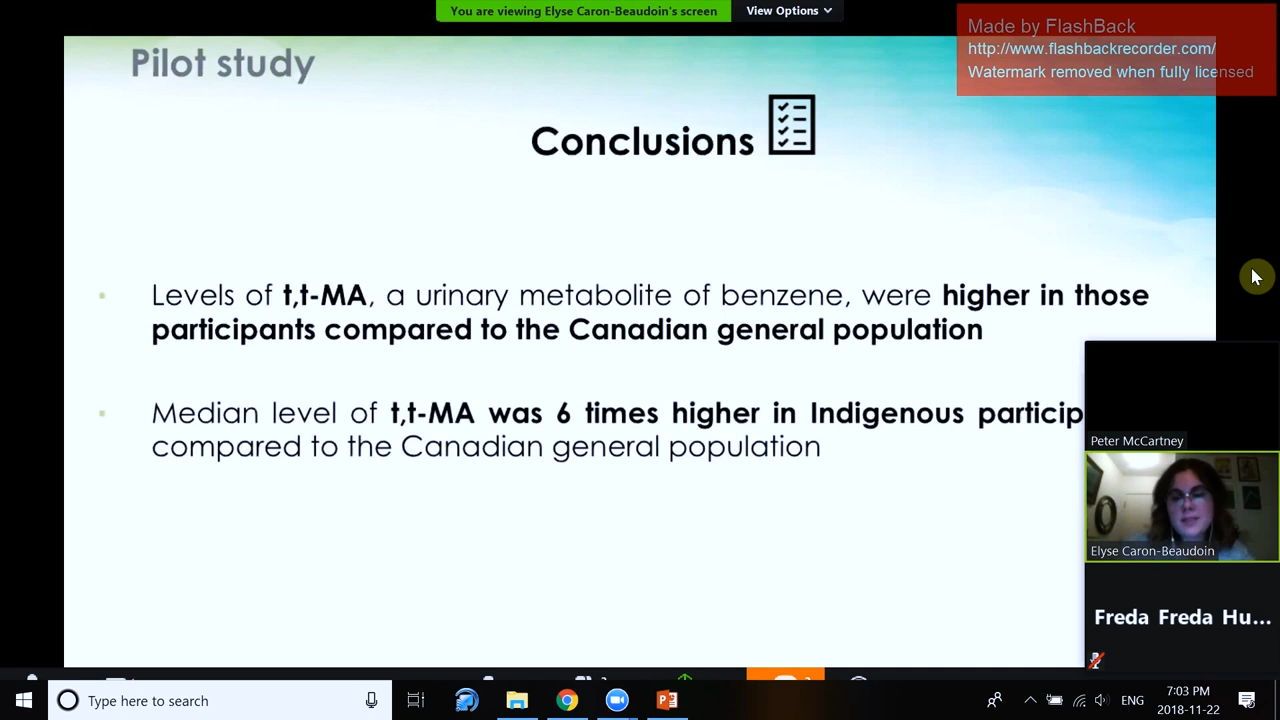 You are viewing Elyse Caron-Beaudoin's screen
View Options
Made by FlashBack
http://www.flashbackrecorder.com/
Watermark removed when fully licensed
Pilot study
Conclusions
Levels of t,t-MA, a urinary metabolite of benzene, were higher in those
participants compared to the Canadian general population
Median level of t,t-MA was 6 times higher in Indigenous particip
compared to the Canadian general population
Peter McCartney
Elyse Caron-Beaudoin
Freda Freda Hu...
Type here to search
ENG
7:03 PM
2018-11-22